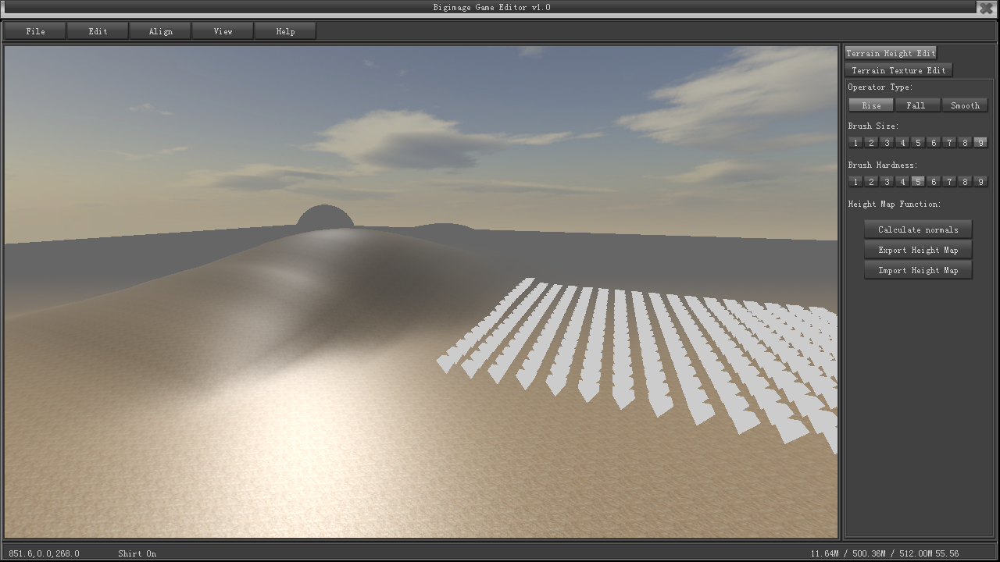 Bigimage Game Editor v1.0
File Edit Align View Help
Terrain Height Edit
Terrain Texture Edit
Operator Type:
Rise Fall Smooth
Brush Size:
1 2 3 4 5 6 7 8 9
Brush Hardness:
1 2 3 4 5 6 7 8 9
Height Map Function:
Calculate normals
Export Height Map
Import Height Map
851.6,0.0,268.0 Shirt On 11.64M / 500.36M / 512.00M 55.56